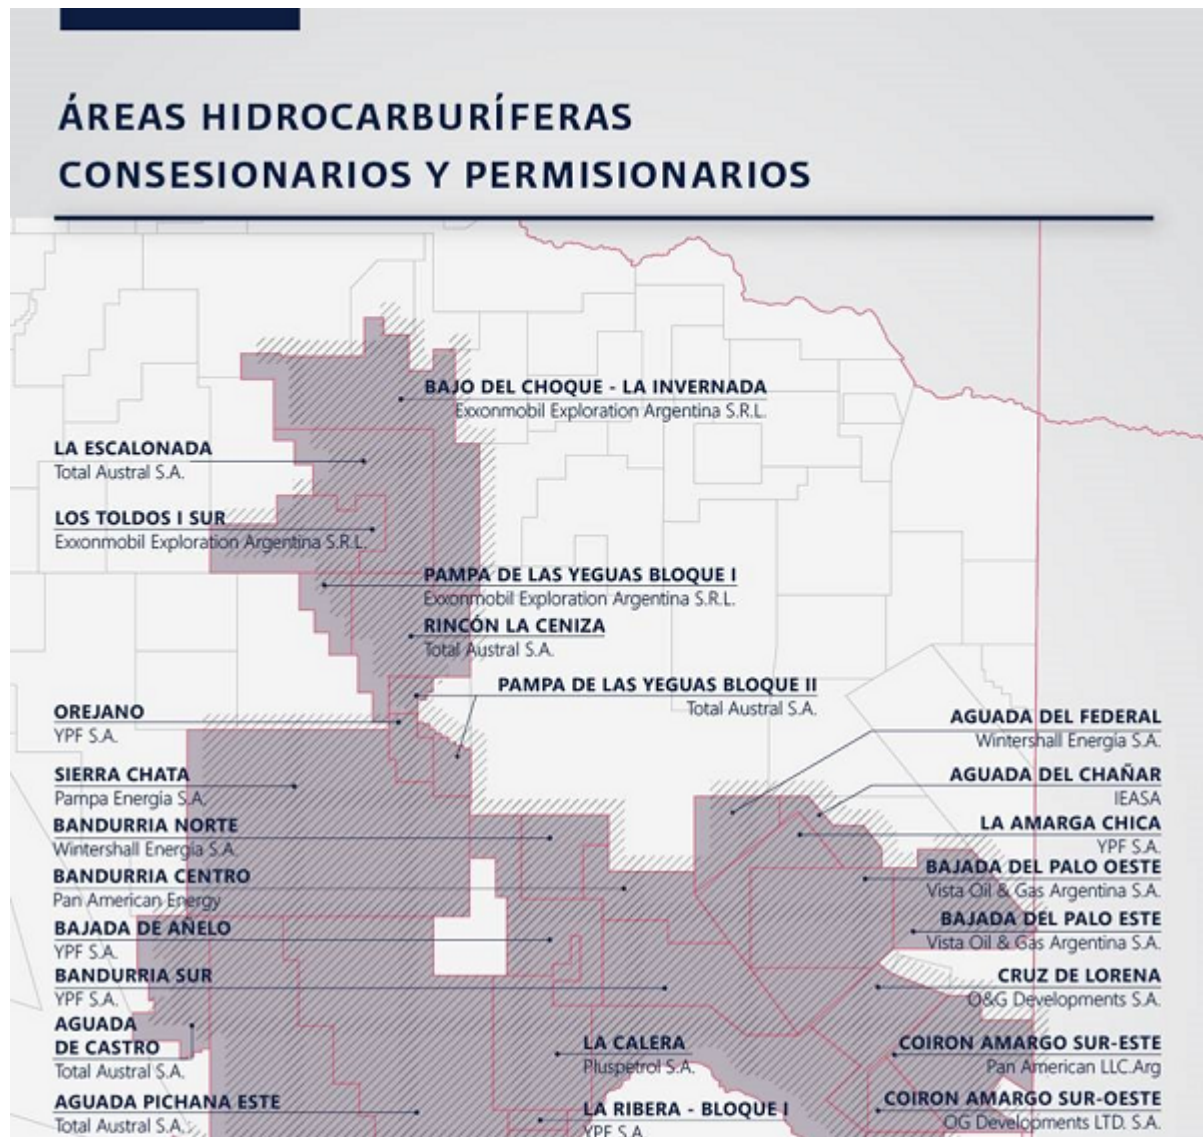 ÁREAS HIDROCARBURÍFERAS
CONSESIONARIOS Y PERMISIONARIOS
BAJO DEL CHOQUE - LA INVERNADA
Exxonmobil Exploration Argentina S.R.L.
LA ESCALONADA
Total Austral S.A.
LOS TOLDOS I SUR
Exxonmobil Exploration Argentina S.R.L.
PAMPA DE LAS YEGUAS BLOQUE I
Exxonmobil Exploration Argentina S.R.L.
RINCÓN LA CENIZA
Total Austral S.A.
PAMPA DE LAS YEGUAS BLOQUE II
Total Austral S.A.
OREJANO
YPF S.A.
SIERRA CHATA
Pampa Energía S.A.
BANDURRIA NORTE
Wintershall Energía S.A.
BANDURRIA CENTRO
Pan American Energy
BAJADA DE AÑELO
YPF S.A.
BANDURRIA SUR
YPF S.A.
AGUADA
DE CASTRO
Total Austral S.A.
AGUADA PICHANA ESTE
Total Austral S.A.
LA CALERA
Pluspetrol S.A.
LA RIBERA - BLOQUE I
YPF S.A.
AGUADA DEL FEDERAL
Wintershall Energía S.A.
AGUADA DEL CHAÑAR
IEASA
LA AMARGA CHICA
YPF S.A.
BAJADA DEL PALO OESTE
Vista Oil & Gas Argentina S.A.
BAJADA DEL PALO ESTE
Vista Oil & Gas Argentina S.A.
CRUZ DE LORENA
O&G Developments S.A.
COIRON AMARGO SUR-ESTE
Pan American LLC.Arg
COIRON AMARGO SUR-OESTE
OG Developments LTD. S.A.